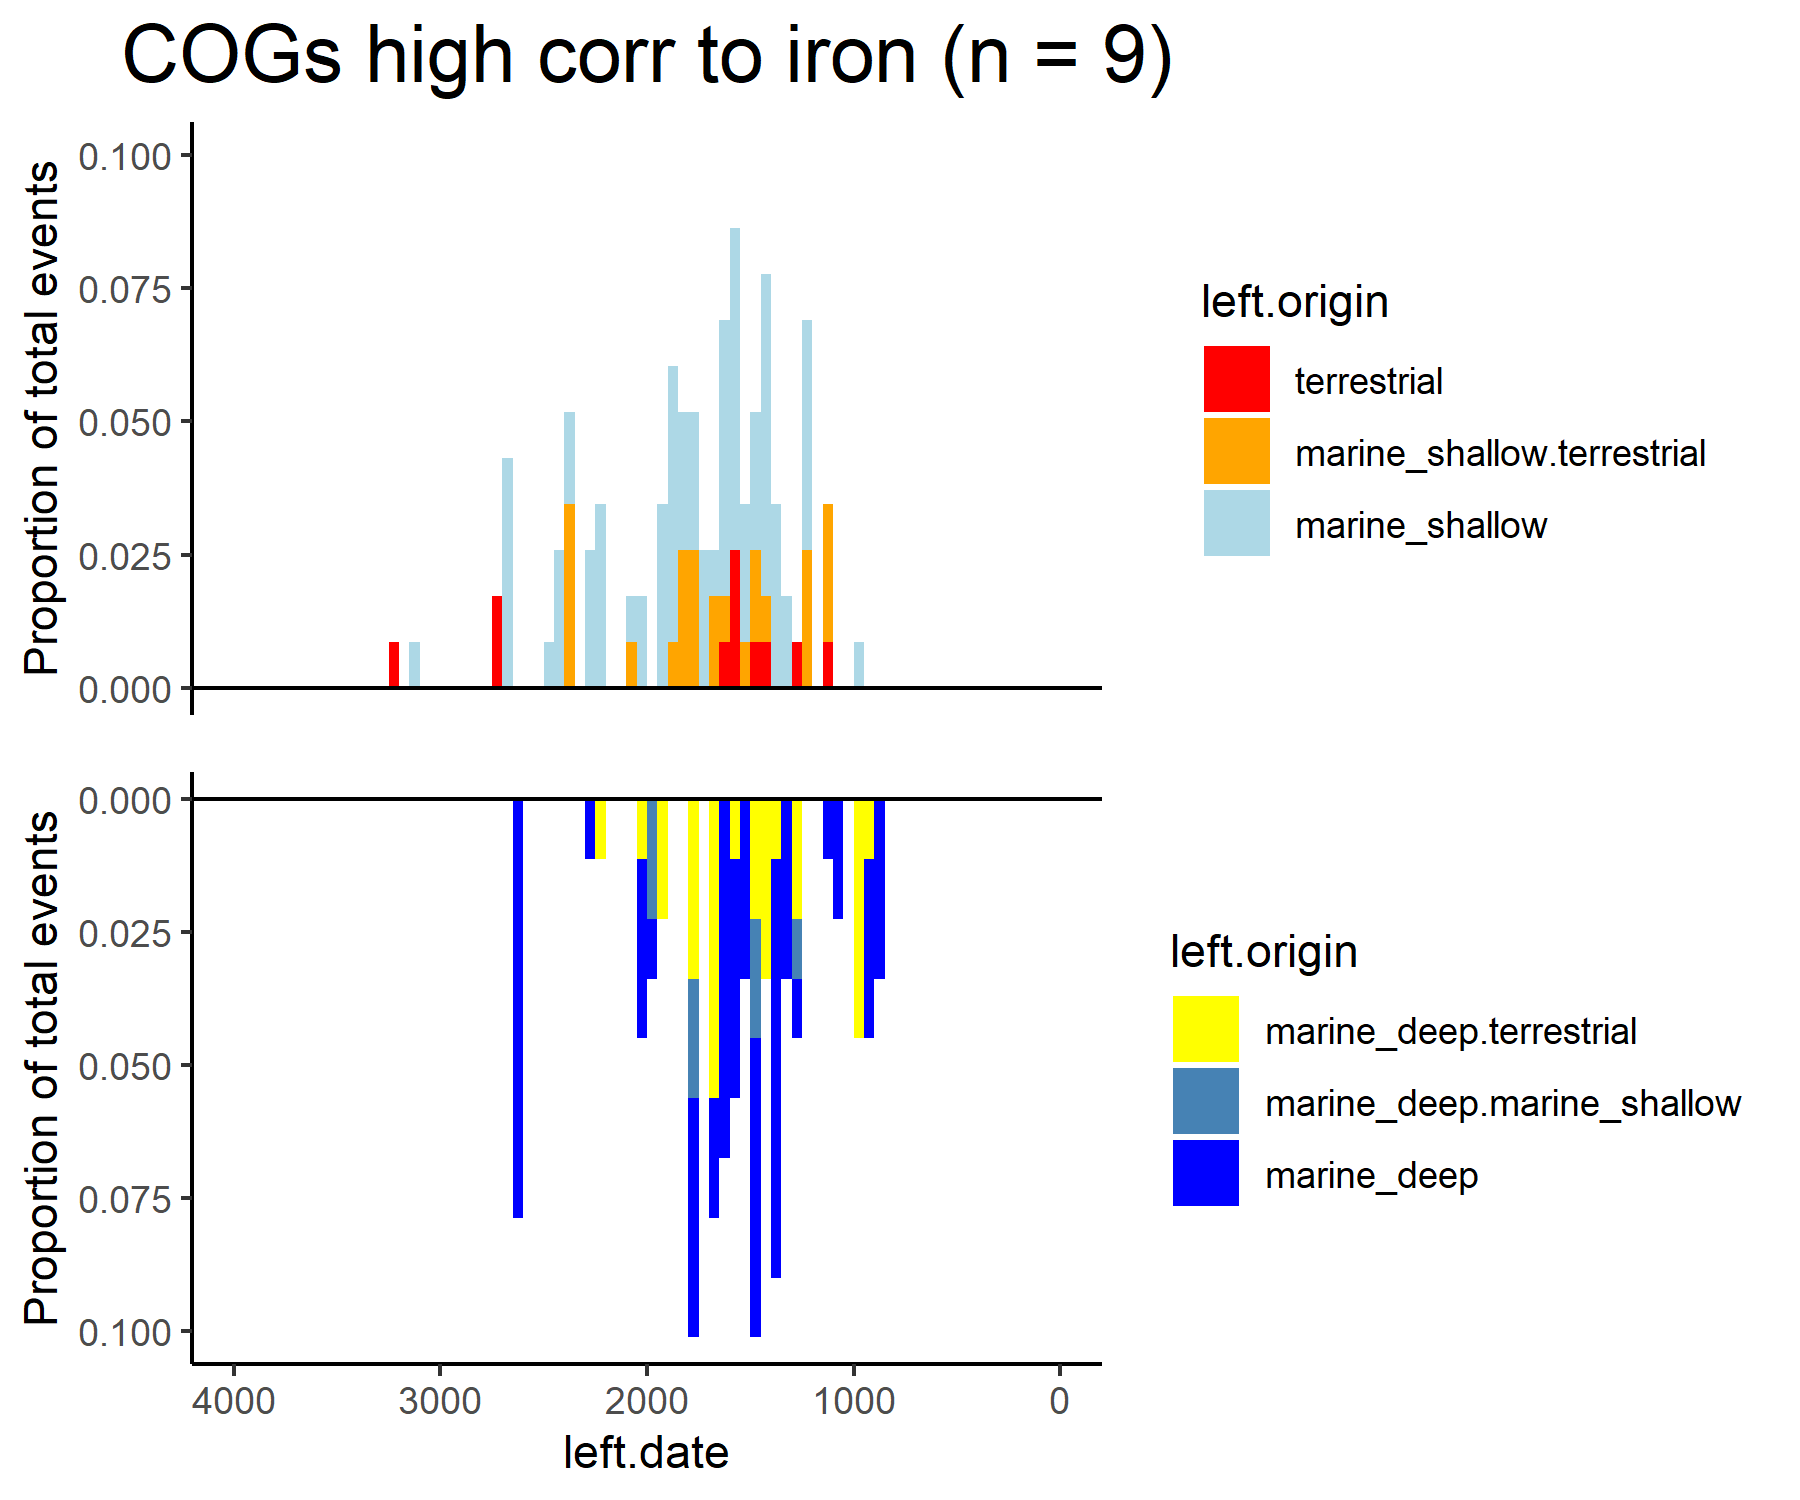 COGs high corr to iron (n = 9)
Proportion of total events
0.100
0.075
0.050
0.025
0.000
left.origin
terrestrial
marine_shallow.terrestrial
marine_shallow
Proportion of total events
0.000
0.025
0.050
0.075
0.100
4000 3000 2000 1000 0
left.date
left.origin
marine_deep.terrestrial
marine_deep.marine_shallow
marine_deep